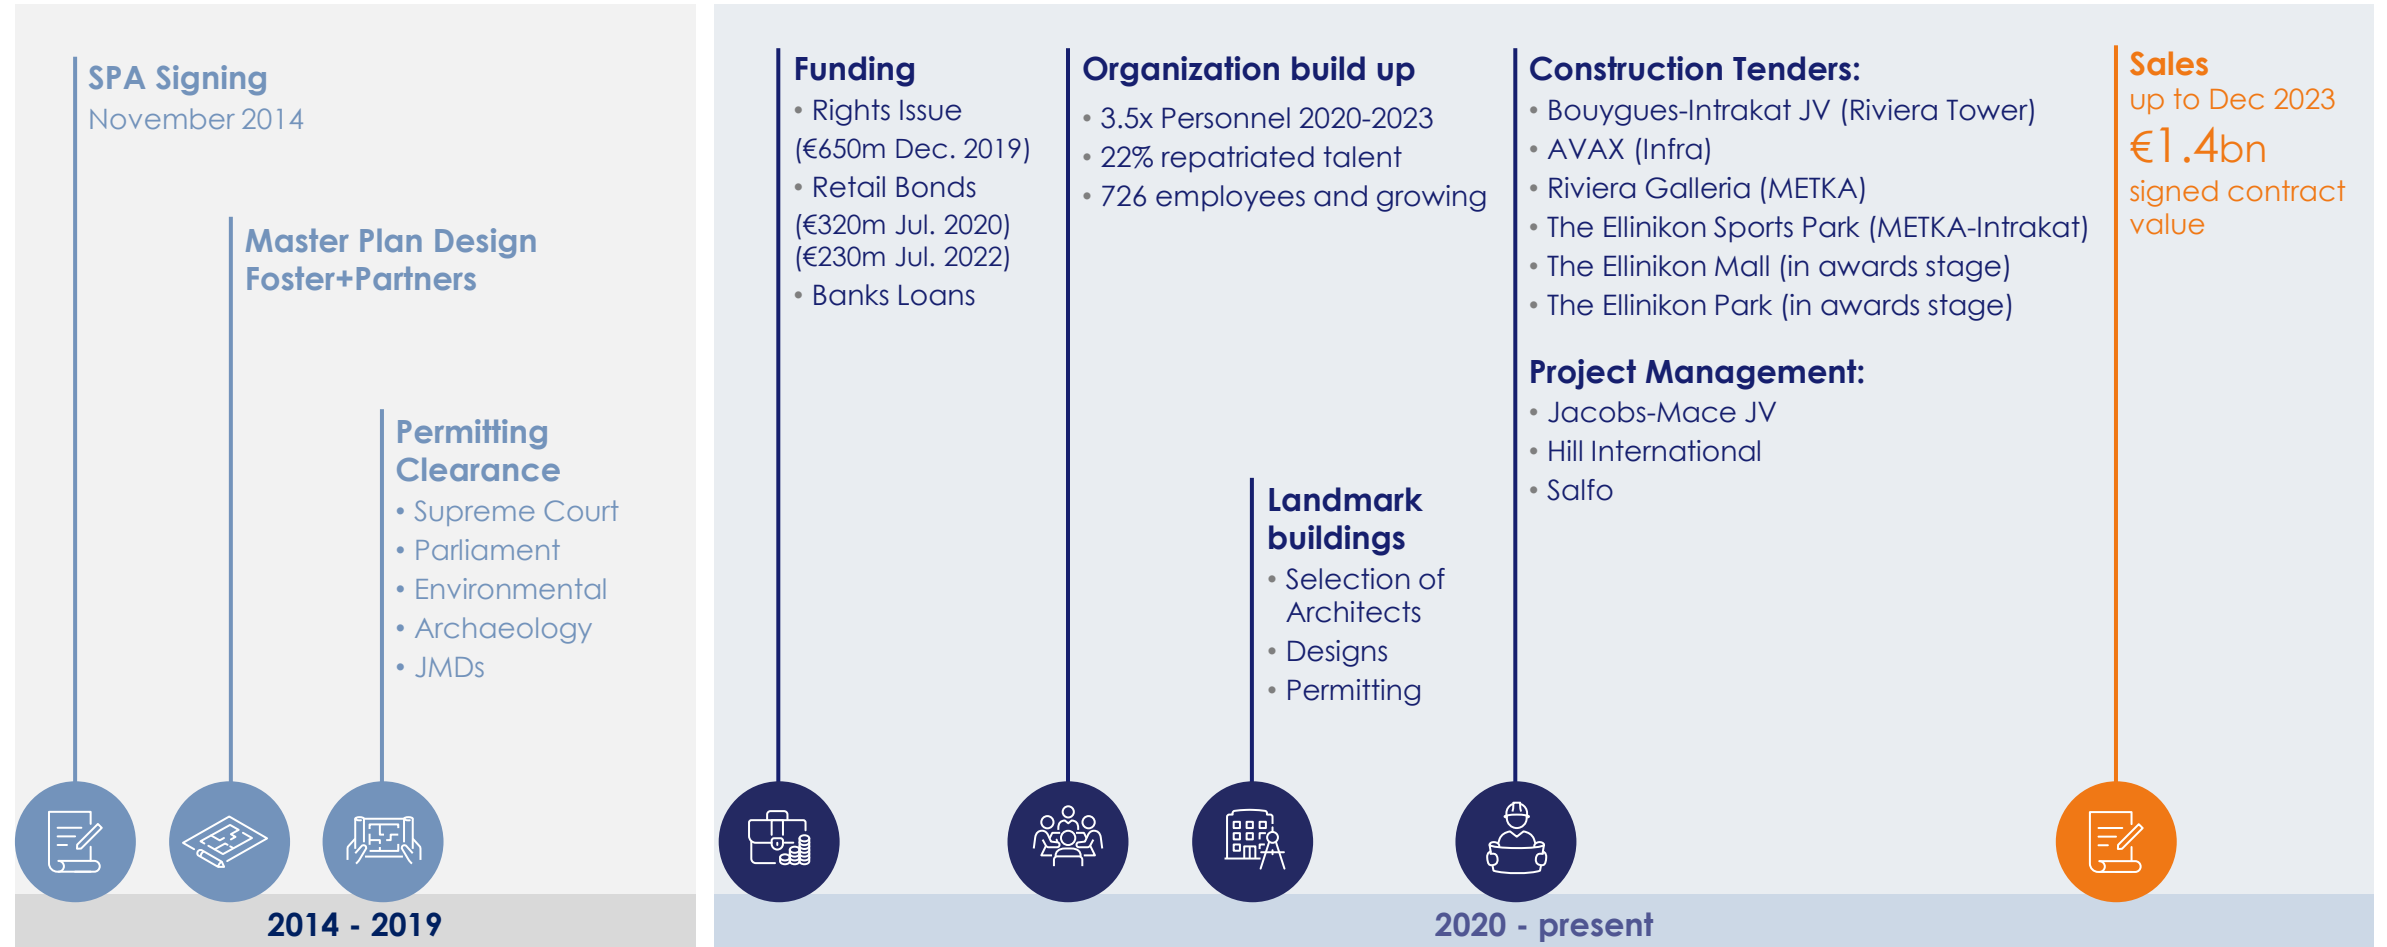 SPA Signing
November 2014
Master Plan Design
Foster+Partners
Permitting
Clearance
• Supreme Court
• Parliament
• Environmental
• Archaeology
• JMDs
2014 - 2019
Funding
• Rights Issue
(€650m Dec. 2019)
• Retail Bonds
(€320m Jul. 2020)
(€230m Jul. 2022)
• Banks Loans
Organization build up
• 3.5x Personnel 2020-2023
• 22% repatriated talent
• 726 employees and growing
Landmark
buildings
• Selection of
Architects
• Designs
• Permitting
Construction Tenders:
• Bouygues-Intrakat JV (Riviera Tower)
• AVAX (Infra)
• Riviera Galleria (METKA)
• The Ellinikon Sports Park (METKA-Intrakat)
• The Ellinikon Mall (in awards stage)
• The Ellinikon Park (in awards stage)
Project Management:
• Jacobs-Mace JV
• Hill International
• Salfo
Sales
up to Dec 2023
€1.4bn
signed contract
value
2020 - present